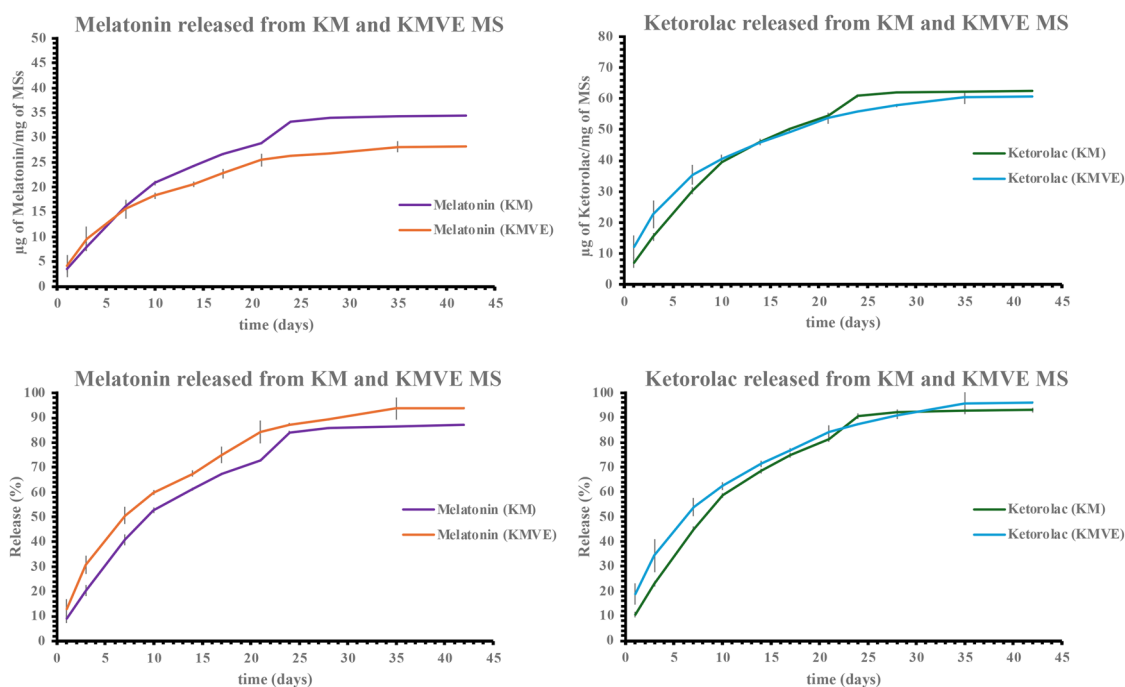 Melatonin released from KM and KMVE MS
50
45
40
35
30
25
20
15
10
5
0
µg of Melatonin/mg of MSs
Melatonin (KM)
Melatonin (KMVE)
0 5 10 15 20 25 30 35 40 45
time (days)
Ketorolac released from KM and KMVE MS
80
70
60
50
40
30
20
10
0
µg of Ketorolac/mg of MSs
Ketorolac (KM)
Ketorolac (KMVE)
0 5 10 15 20 25 30 35 40 45
time (days)
Melatonin released from KM and KMVE MS
100
90
80
70
60
50
40
30
20
10
0
Release (%)
Melatonin (KM)
Melatonin (KMVE)
0 5 10 15 20 25 30 35 40 45
time (days)
Ketorolac released from KM and KMVE MS
100
90
80
70
60
50
40
30
20
10
0
Release (%)
Ketorolac (KM)
Ketorolac (KMVE)
0 5 10 15 20 25 30 35 40 45
time (days)